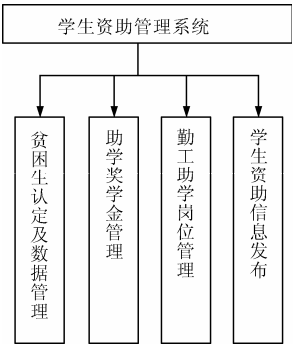 学生资助管理系统
贫困生认定及数据管理
助学奖学金管理
勤工助学岗位管理
学生资助信息发布